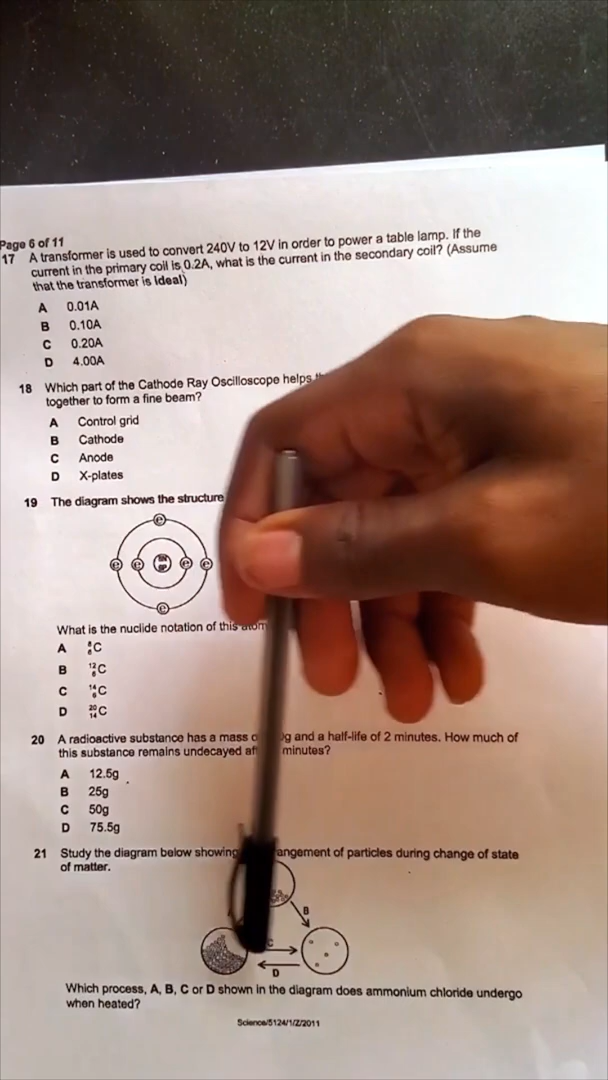 Page 6 of 11
17 A transformer is used to convert 240V to 12V in order to power a table lamp. If the
current in the primary coil is 0.2A, what is the current in the secondary coil? (Assume
that the transformer is ideal)
A 0.01A
B 0.10A
C 0.20A
D 4.00A
18 Which part of the Cathode Ray Oscilloscope helps
together to form a fine beam?
A Control grid
B Cathode
C Anode
D X-plates
19 The diagram shows the structure
e
e e e e
e
What is the nuclide notation of this atom
A C
B 12 6 C
C 14 6 C
D 20 14 C
20 A radioactive substance has a mass g and a half-life of 2 minutes. How much of
this substance remains undecayed minutes?
A 12.5g
B 25g
C 50g
D 75.5g
21 Study the diagram below showing of particles during change of state
of matter.
B
C
D
Which process, A, B, C or D shown in the diagram does ammonium chloride undergo
when heated?
Science/5124/1/Z/2011